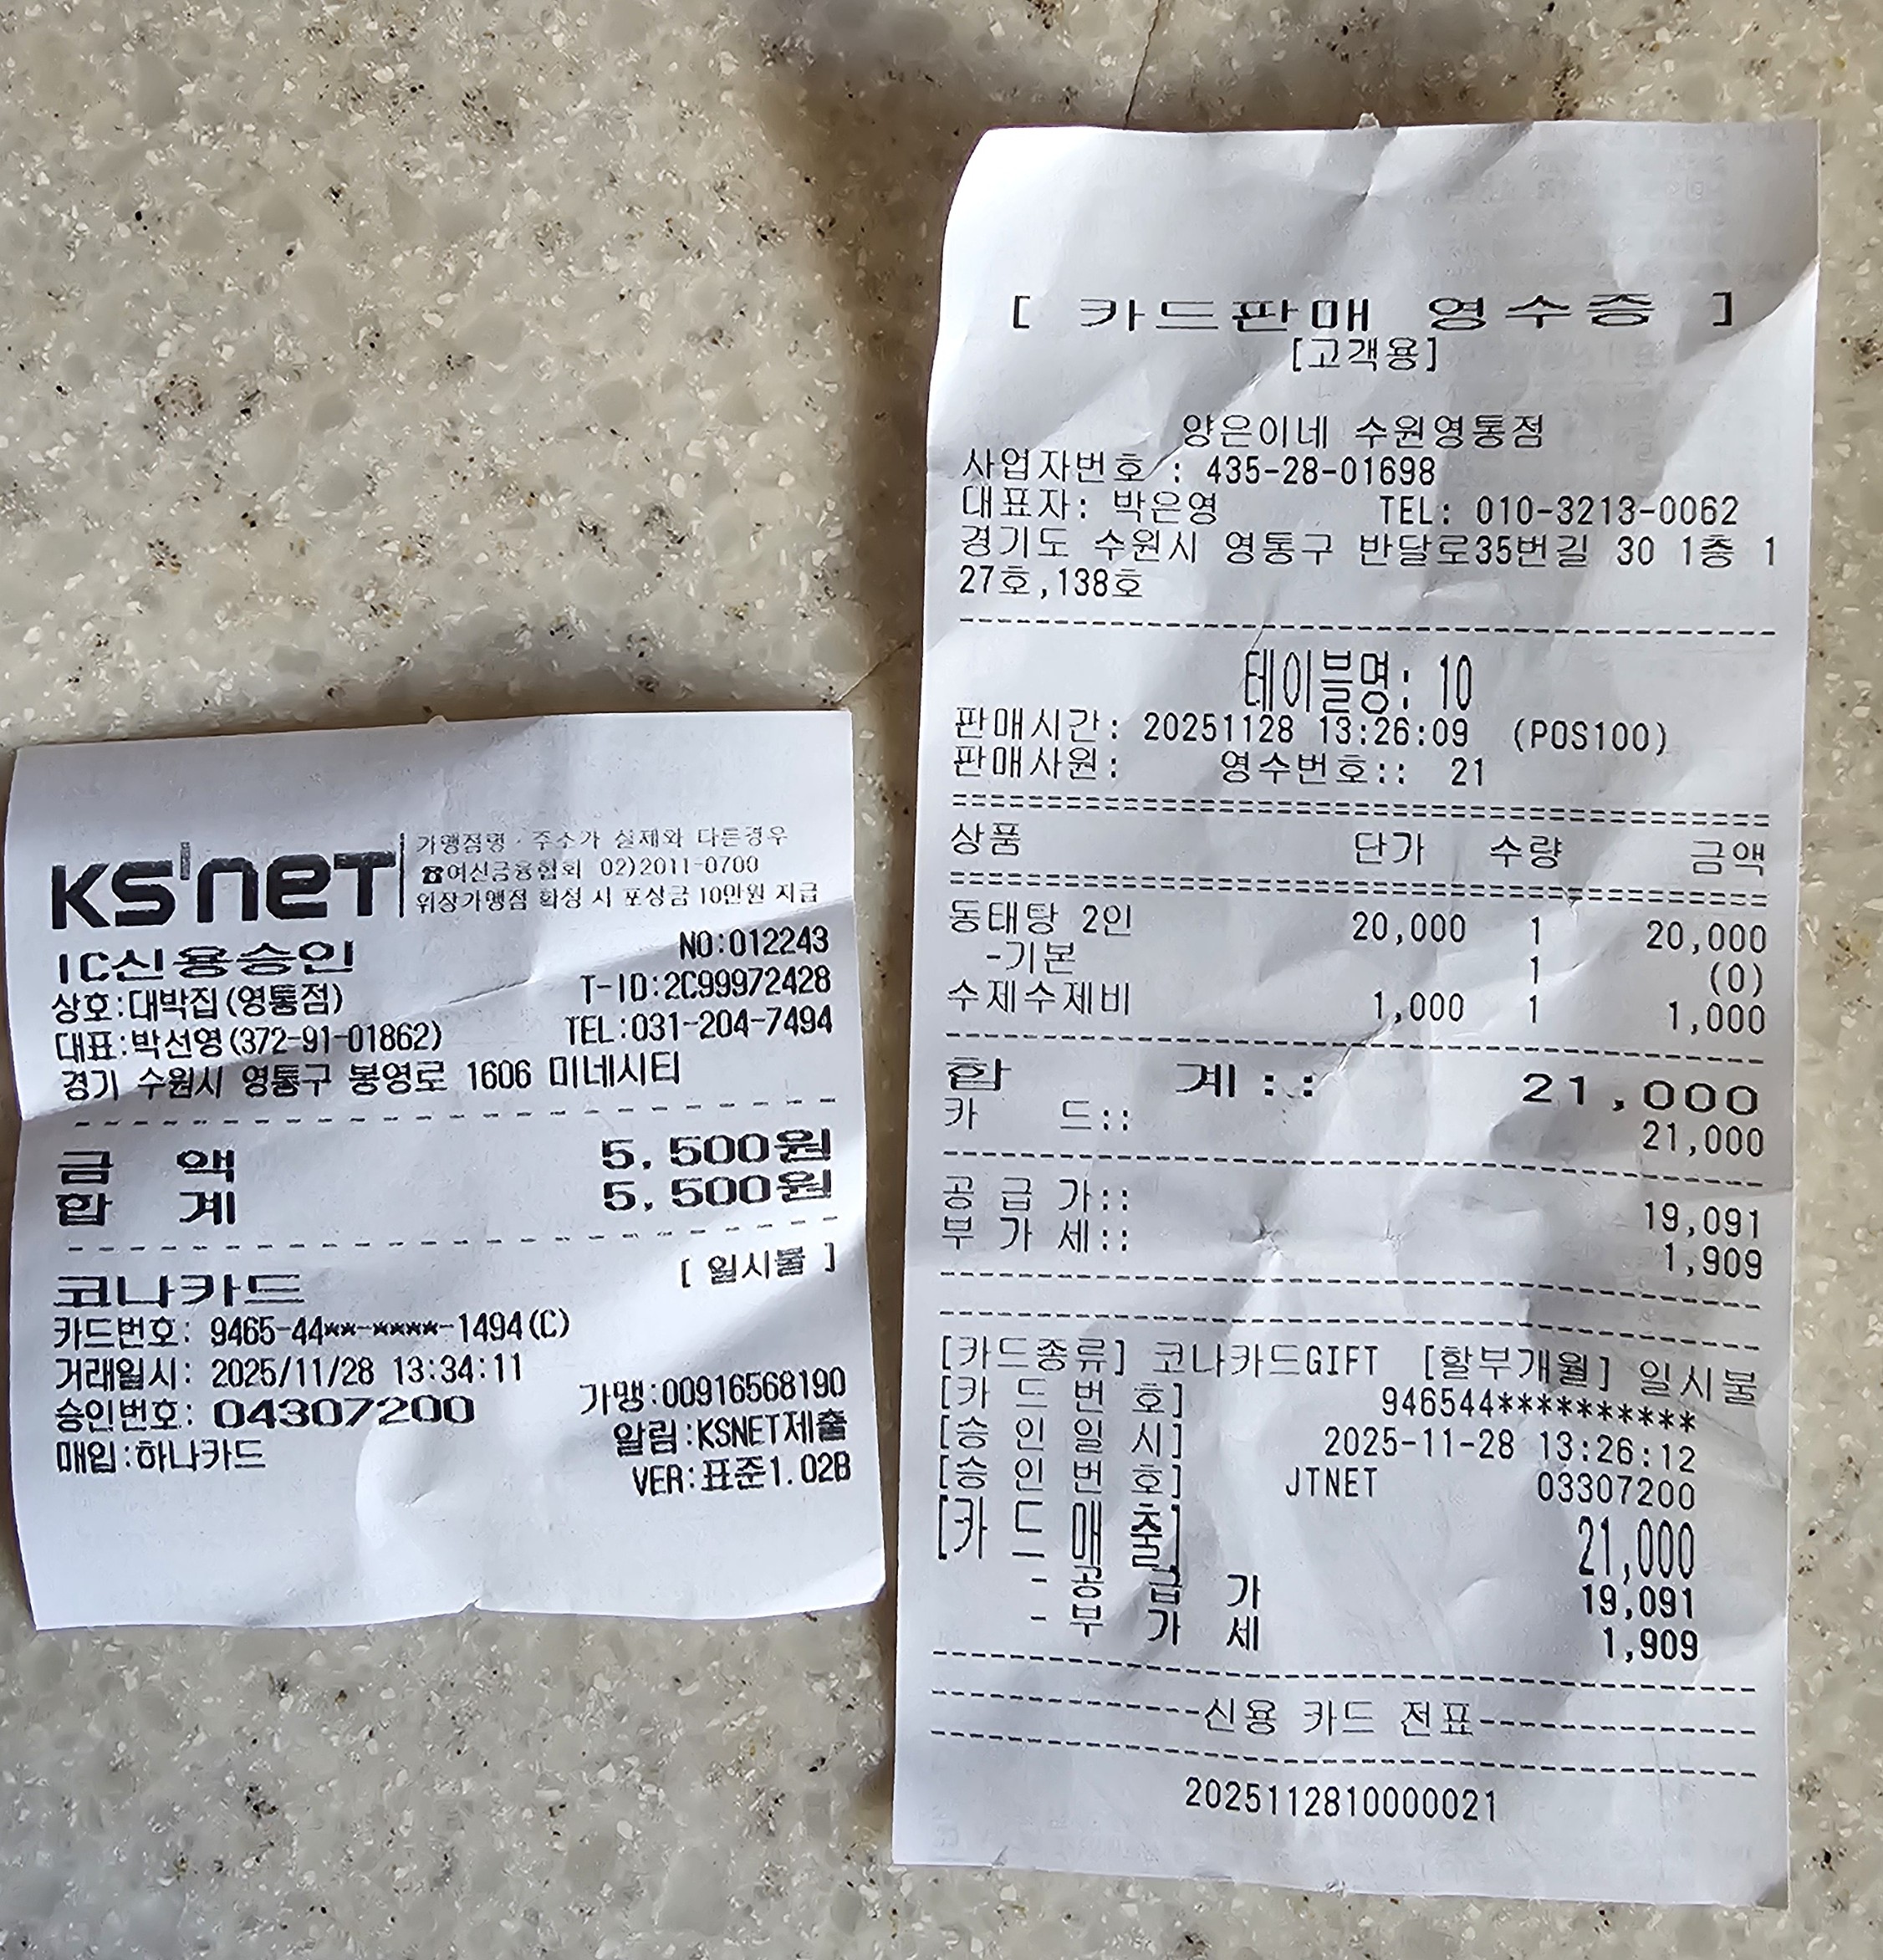 KSNET
가맹점명·주소가 실제와 다른경우
☎여신금융협회 02)2011-0700
위장가맹점 확성 시 포상금 10만원 지급
IC신용승인 NO:012243
상호:대박집(영통점) T-ID:2C99972428
대표:박선영(372-91-01862) TEL:031-204-7494
경기 수원시 영통구 봉영로 1606 미네시티
금 액 5,500원
합 계 5,500원
코나카드 [ 일시불 ]
카드번호: 9465-44**-****-1494(C)
거래일시: 2025/11/28 13:34:11
승인번호: 04307200 가맹:00916568190
매입:하나카드 알림:KSNET제출
VER:표준1.02B
[ 카드판매 영수증 ]
[고객용]
양은이네 수원영통점
사업자번호 : 435-28-01698
대표자: 박은영 TEL: 010-3213-0062
경기도 수원시 영통구 반달로35번길 30 1층 1
27호,138호
테이블명: 10
판매시간: 20251128 13:26:09 (POS100)
판매사원: 영수번호:: 21
상품 단가 수량 금액
동태탕 2인 20,000 1 20,000
-기본 1 (0)
수제수제비 1,000 1 1,000
합 계:: 21,000
카 드:: 21,000
공 급 가:: 19,091
부 가 세:: 1,909
[카드종류] 코나카드GIFT [할부개월] 일시불
[카 드 번 호] 946544**********
[승 인 일 시] 2025-11-28 13:26:12
[승 인 번 호] JTNET 03307200
[카 드 매 출] 21,000
- 공 급 가 19,091
- 부 가 세 1,909
신용 카드 전표
2025112810000021